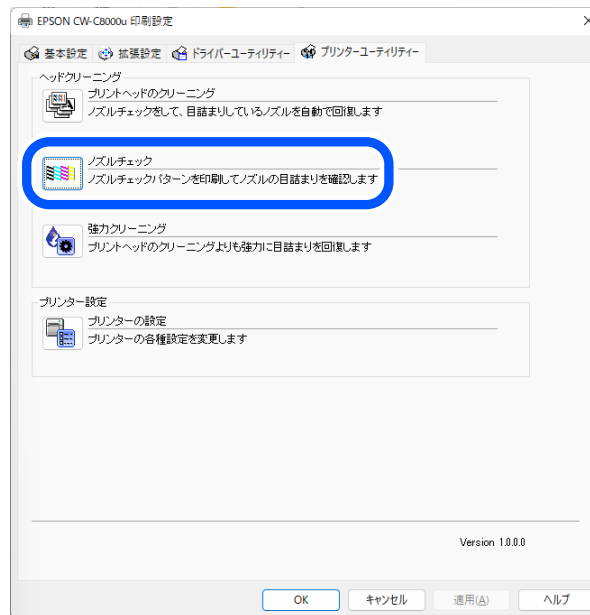 EPSON CW-C8000u 印刷設定
基本設定 拡張設定 ドライバーユーティリティー プリンターユーティリティー
ヘッドクリーニング
プリントヘッドのクリーニング
ノズルチェックをして、目詰まりしているノズルを自動で回復します
ノズルチェック
ノズルチェックパターンを印刷してノズルの目詰まりを確認します
強力クリーニング
プリントヘッドのクリーニングよりも強力に目詰まりを回復します
プリンター設定
プリンターの設定
プリンターの各種設定を変更します
Version 1.0.0.0
OK キャンセル 適用(A) ヘルプ